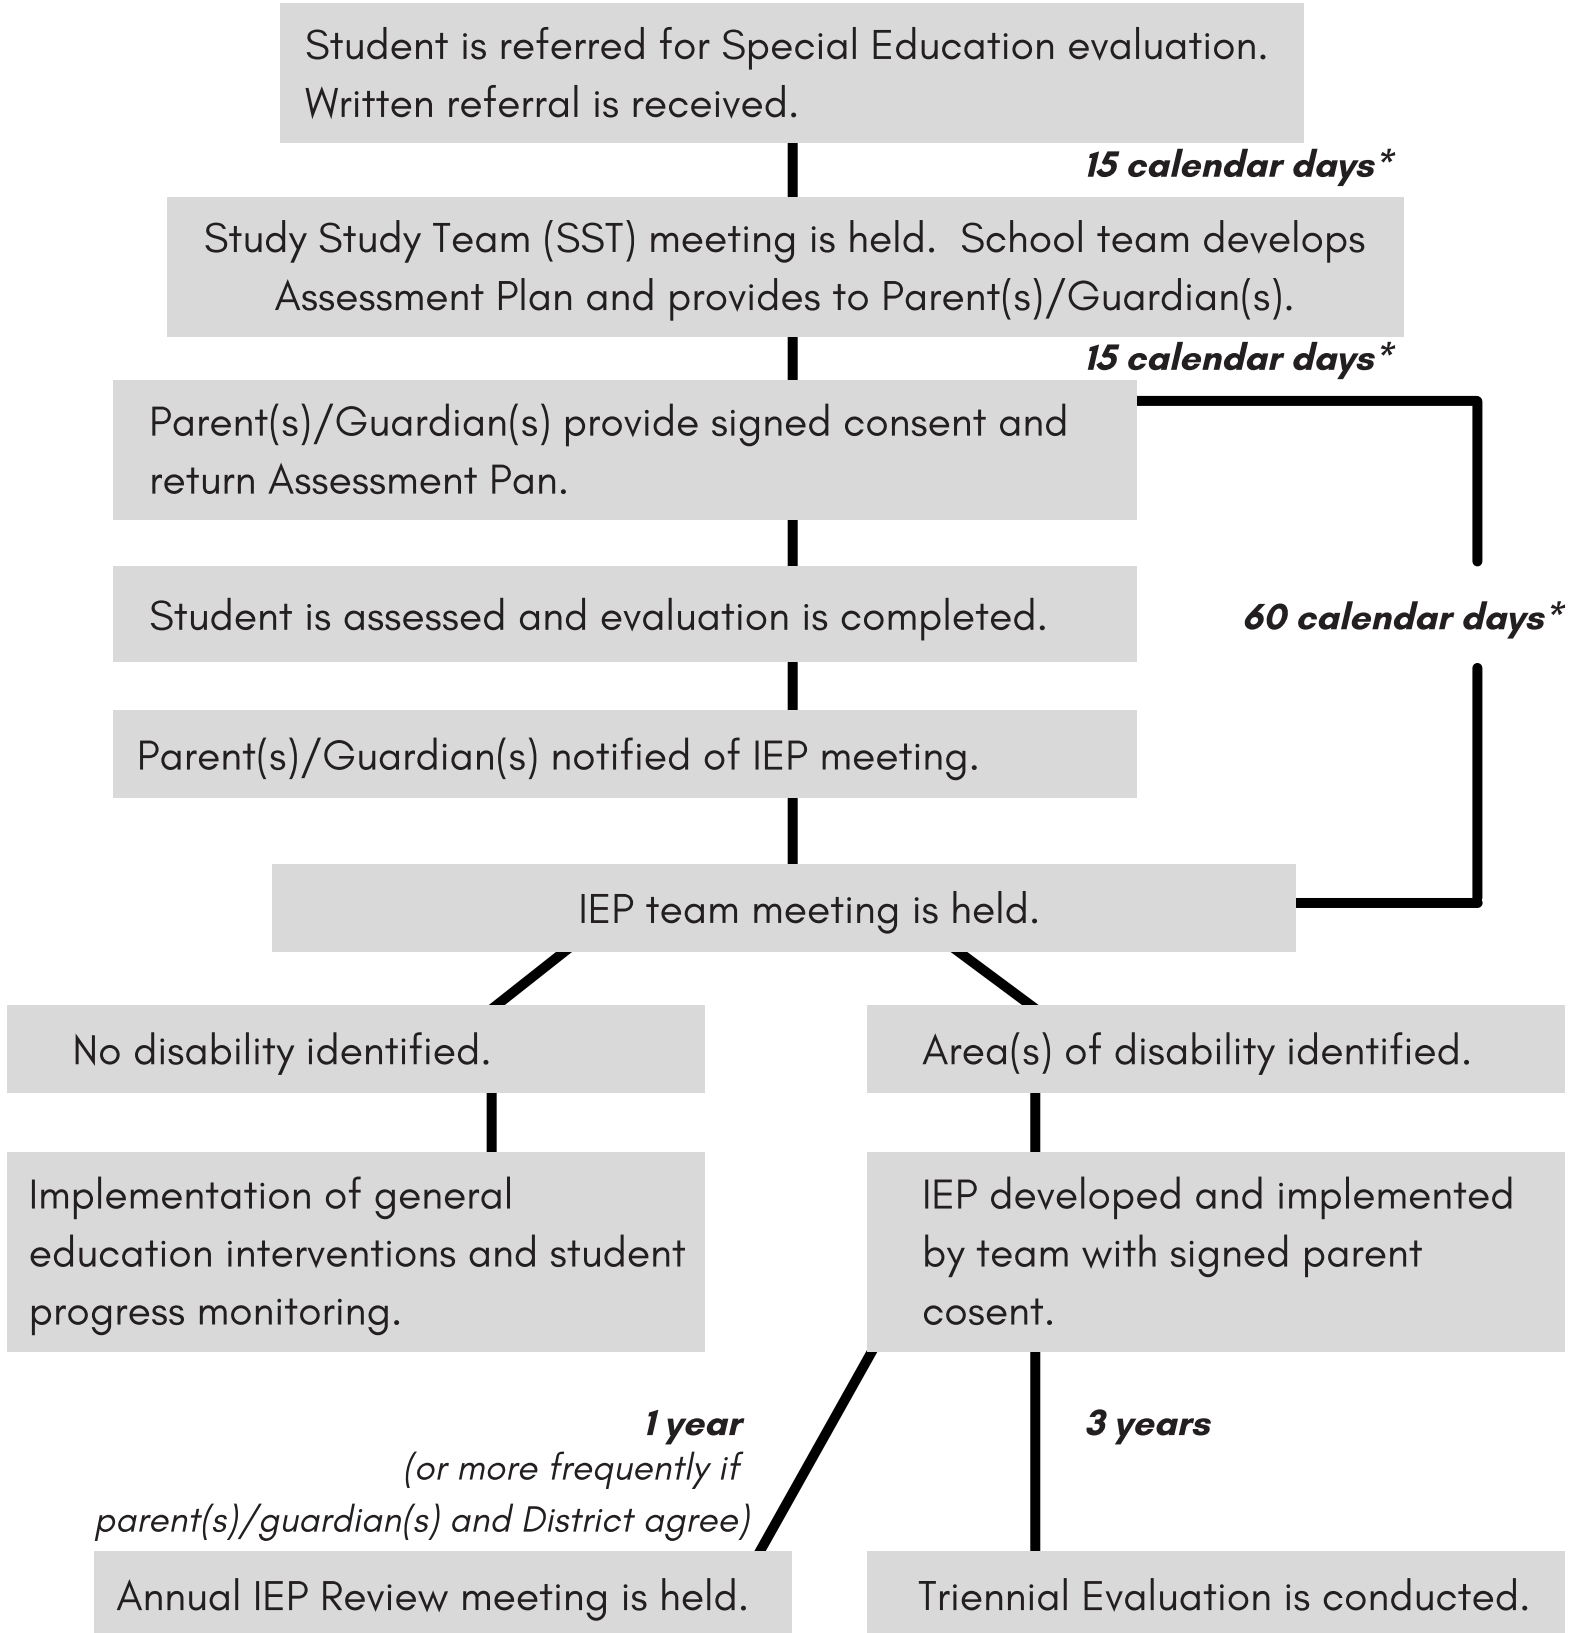 Student is referred for Special Education evaluation.
Written referral is received.
15 calendar days*
Study Study Team (SST) meeting is held. School team develops
Assessment Plan and provides to Parent(s)/Guardian(s).
15 calendar days*
Parent(s)/Guardian(s) provide signed consent and
return Assessment Pan.
Student is assessed and evaluation is completed.
60 calendar days*
Parent(s)/Guardian(s) notified of IEP meeting.
IEP team meeting is held.
No disability identified.
Area(s) of disability identified.
Implementation of general
education interventions and student
progress monitoring.
IEP developed and implemented
by team with signed parent
cosent.
1 year
(or more frequently if
parent(s)/guardian(s) and District agree)
3 years
Annual IEP Review meeting is held.
Triennial Evaluation is conducted.